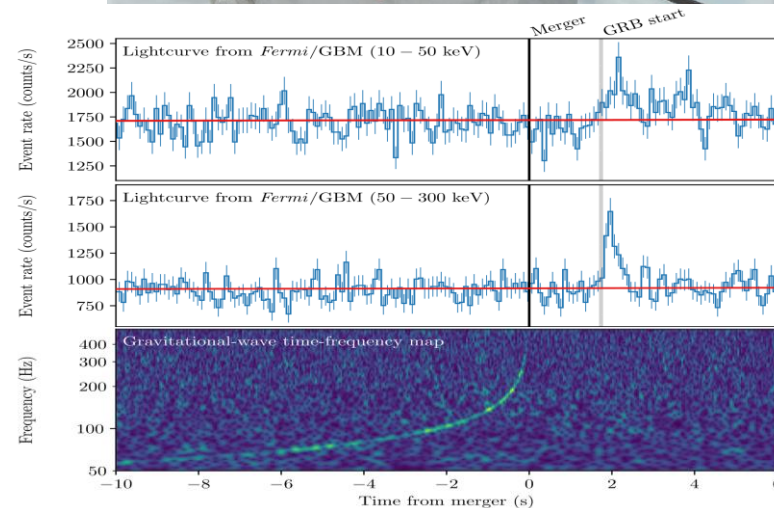 Merger
GRB start
Lightcurve from Fermi/GBM (10 – 50 keV)
Event rate (counts/s)
2500
2250
2000
1750
1500
1250
Lightcurve from Fermi/GBM (50 – 300 keV)
Event rate (counts/s)
1750
1500
1250
1000
750
Gravitational-wave time-frequency map
Frequency (Hz)
400
300
200
100
50
−10 −8 −6 −4 −2 0 2 4 6
Time from merger (s)